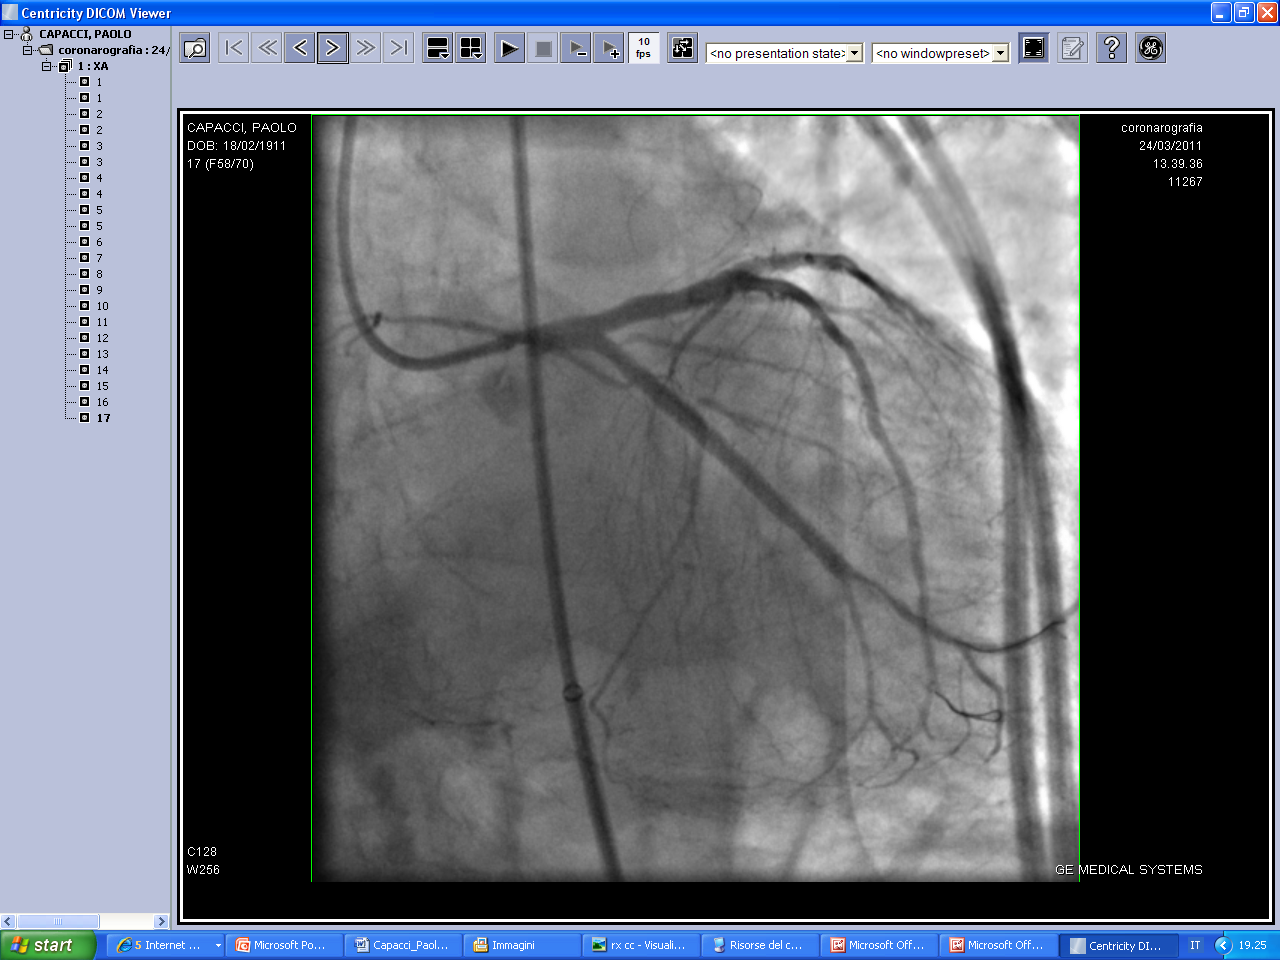 Centricity DICOM Viewer
CAPACCI, PAOLO
coronarografia : 24/
1 : XA
1
1
2
2
3
3
4
4
5
5
6
7
8
9
10
11
12
13
14
15
16
17
10
fps
<no presentation state>
<no windowpreset>
?
CAPACCI, PAOLO
DOB: 18/02/1911
17 (F58/70)
coronarografia
24/03/2011
13.39.36
11267
C128
W256
GE MEDICAL SYSTEMS
start
5 Internet ...
Microsoft Po...
Capacci_Paol...
Immagini
rx cc - Visuali...
Risorse del c...
Microsoft Off...
Microsoft Off...
Centricity DI...
IT
19.25